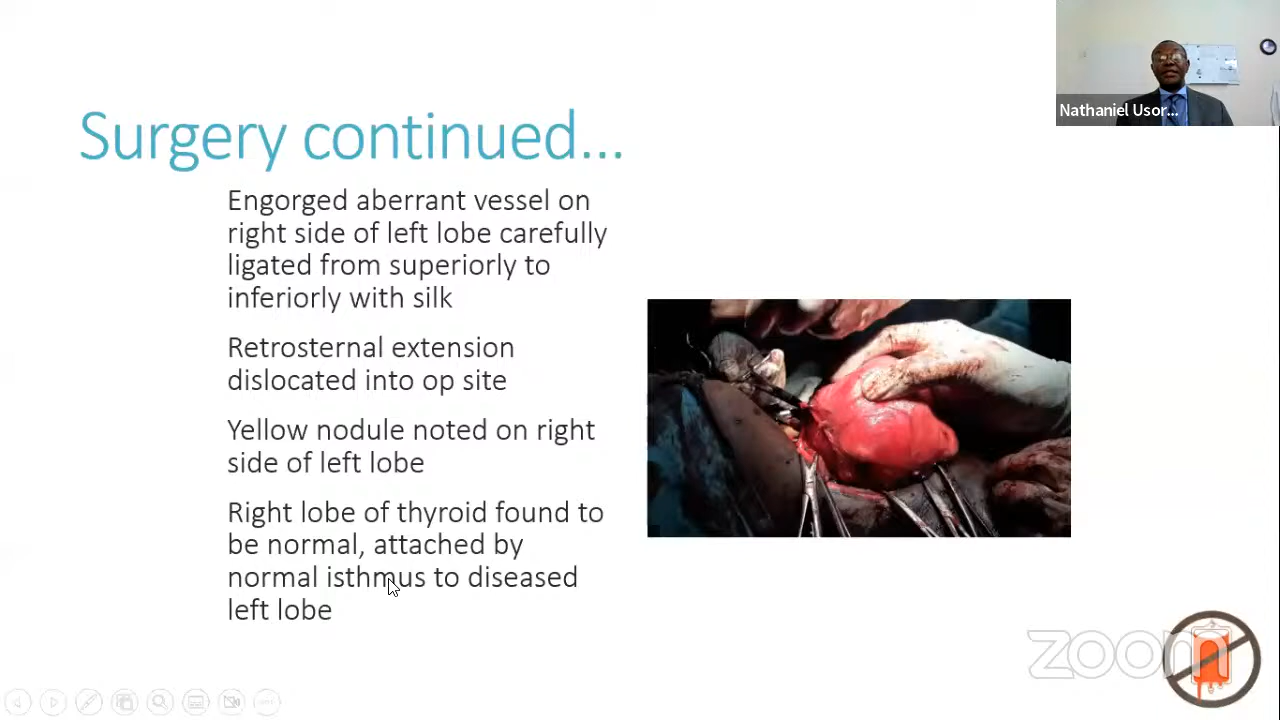 Nathaniel Usor...
Surgery continued...
Engorged aberrant vessel on
right side of left lobe carefully
ligated from superiorly to
inferiorly with silk
Retrosternal extension
dislocated into op site
Yellow nodule noted on right
side of left lobe
Right lobe of thyroid found to
be normal, attached by
normal isthmus to diseased
left lobe
zoom